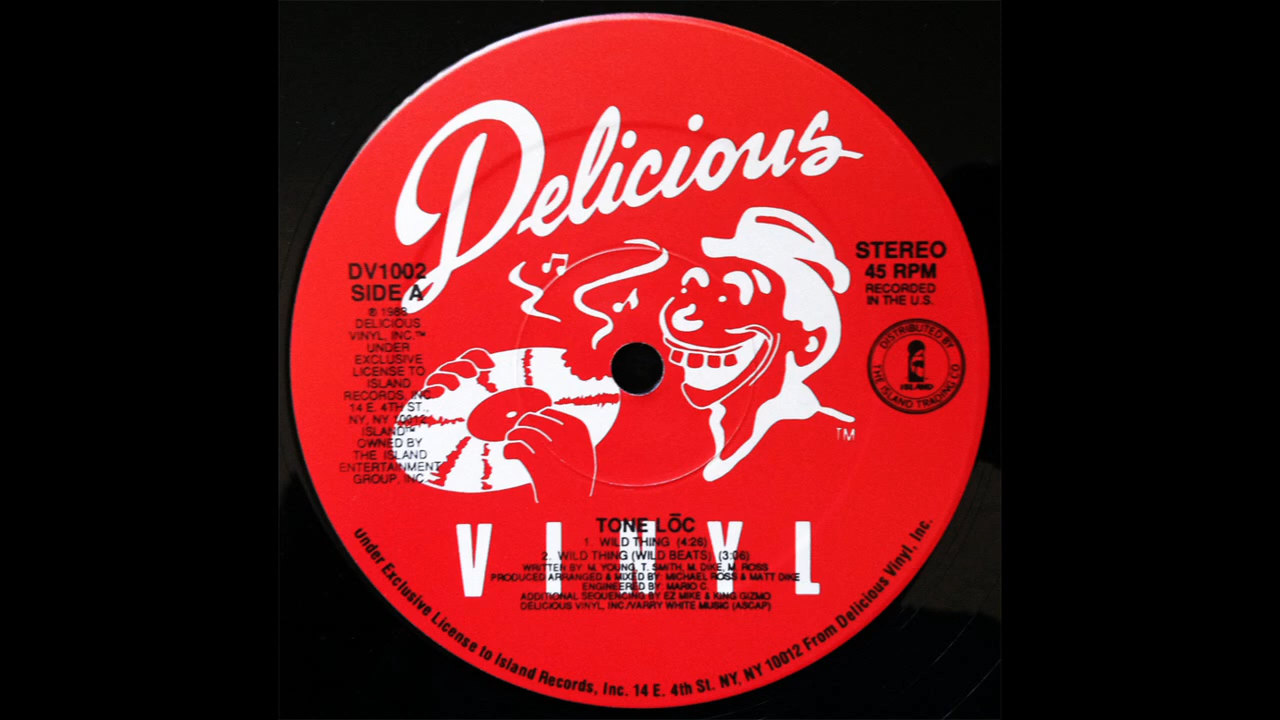 Delicious
DV1002
SIDE A
℗ 1988
DELICIOUS
VINYL, INC.™
UNDER
EXCLUSIVE
LICENSE TO
ISLAND
RECORDS, INC.
14 E. 4TH ST.,
NY, NY 10012
ISLAND™
OWNED BY
THE ISLAND
ENTERTAINMENT
GROUP, INC.
STEREO
45 RPM
RECORDED
IN THE U.S.
DISTRIBUTED BY
ISLAND
THE ISLAND TRADING CO
TM
VINYL
TONE LŌC
1. WILD THING (4:26)
2. WILD THING (WILD BEATS) (3:06)
WRITTEN BY: M. YOUNG, T. SMITH, M. DIKE, M. ROSS
PRODUCED ARRANGED & MIXED BY: MICHAEL ROSS & MATT DIKE
ENGINEERED BY: MARIO C.
ADDITIONAL SEQUENCING BY EZ MIKE & KING GIZMO
DELICIOUS VINYL, INC./VARRY WHITE MUSIC (ASCAP)
Under Exclusive License to Island Records, Inc. 14 E. 4th St. NY, NY 10012 From Delicious Vinyl, Inc.